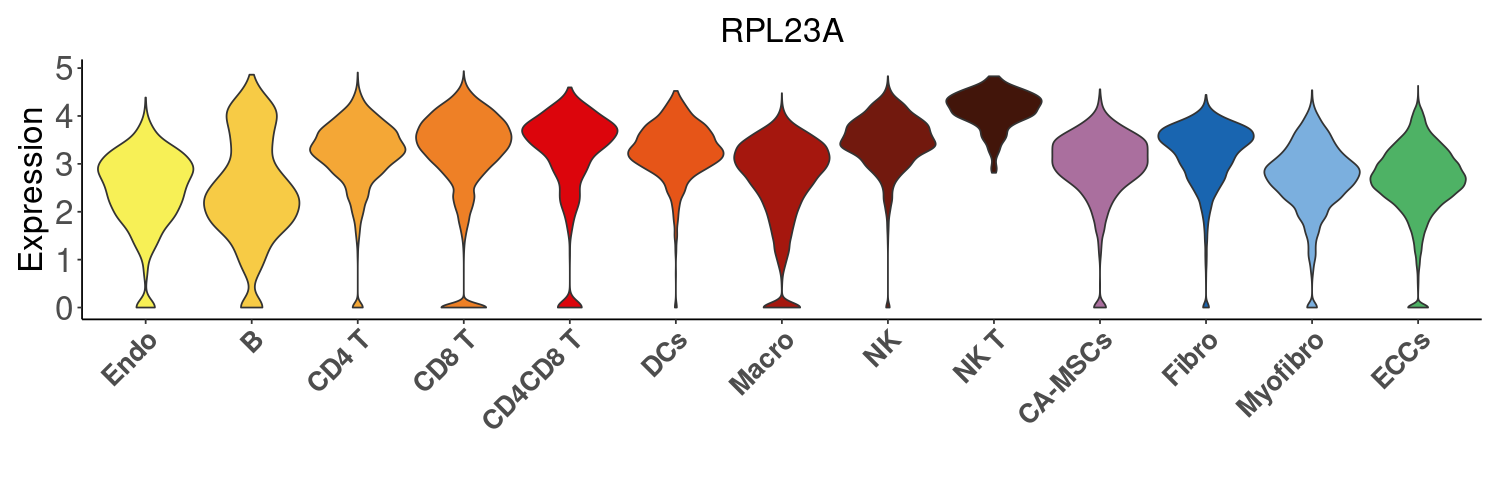 RPL23A
Expression
5
4
3
2
1
0
Endo
B
CD4 T
CD8 T
CD4CD8 T
DCs
Macro
NK
NK T
CA-MSCs
Fibro
Myofibro
ECCs